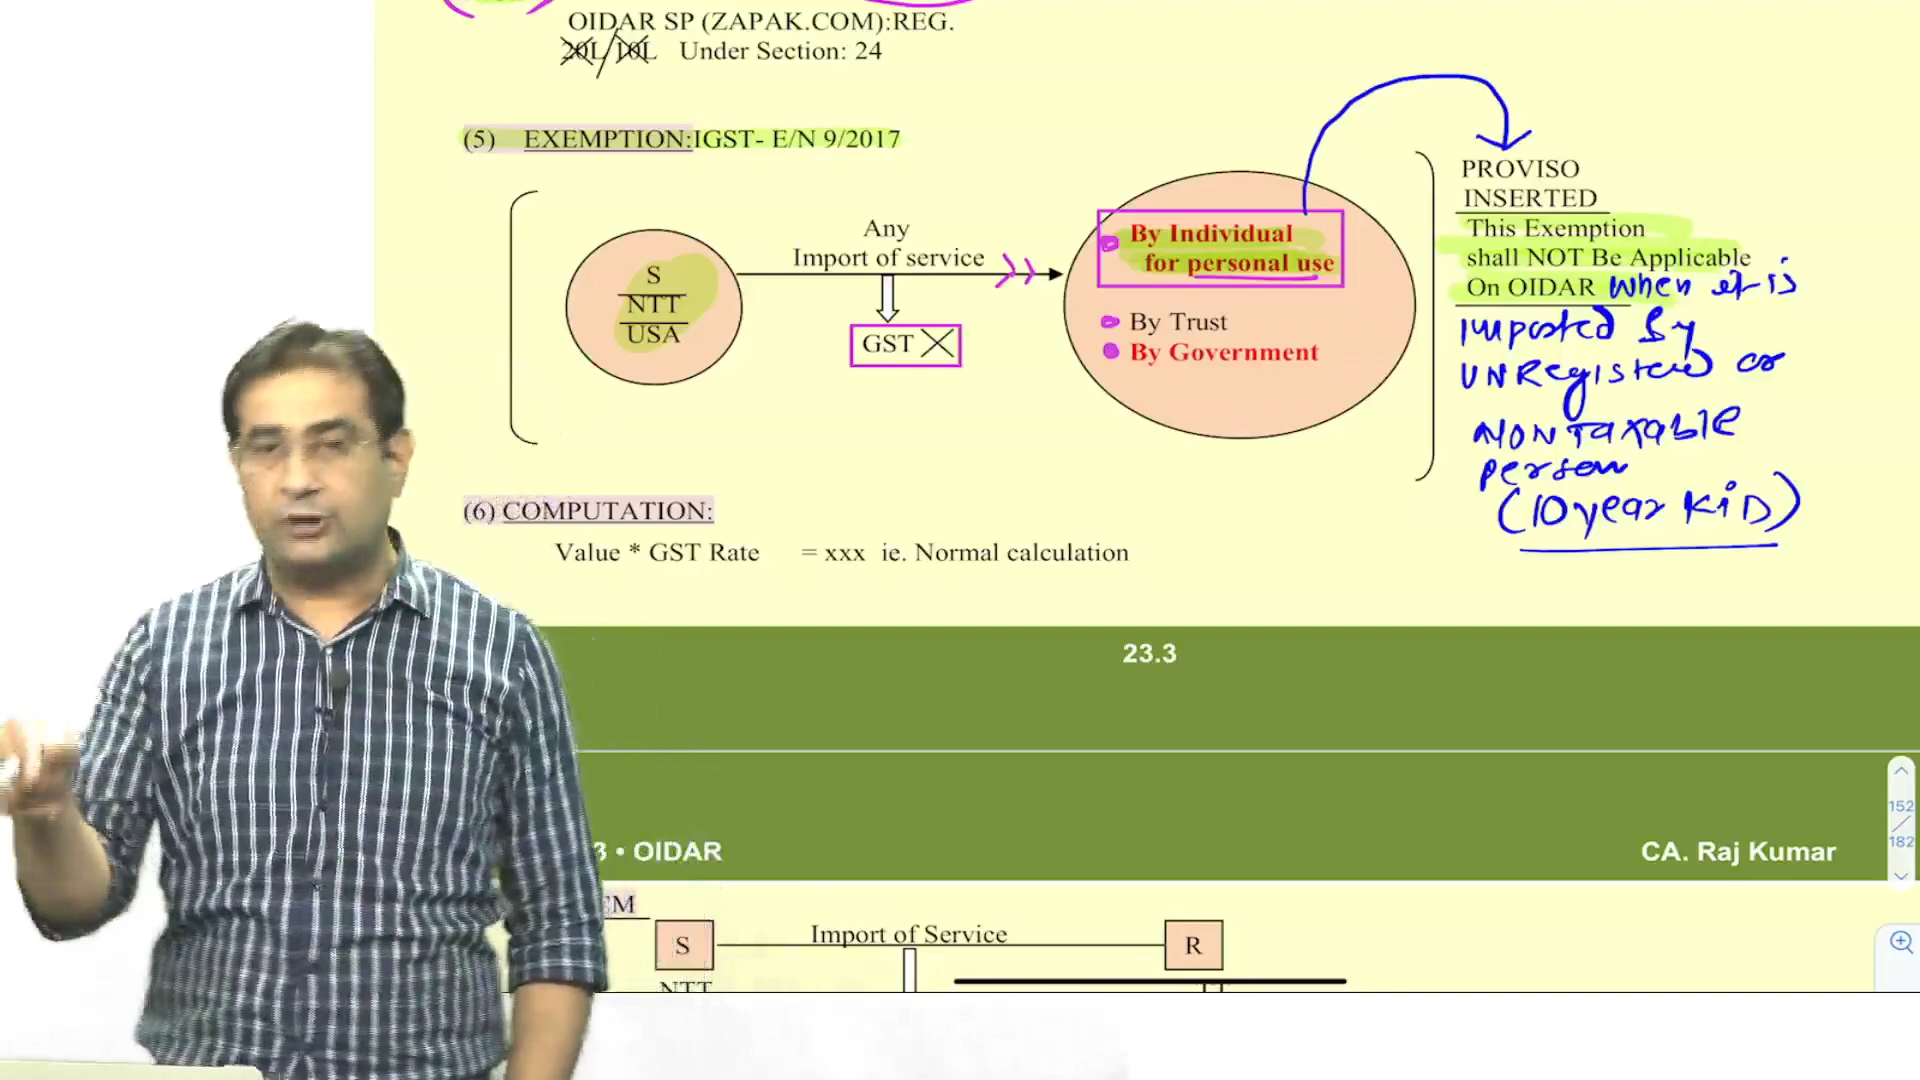 OIDAR SP (ZAPAK.COM):REG.
20L/10L Under Section: 24
(5) EXEMPTION:IGST- E/N 9/2017
S
NTT
USA
Any
Import of service
GST
By Individual
for personal use
By Trust
By Government
PROVISO
INSERTED
This Exemption
shall NOT Be Applicable
On OIDAR when it is
imported by
UNRegistered or
NON Taxable
person
(10 year KiD)
(6) COMPUTATION:
Value * GST Rate = xxx ie. Normal calculation
23.3
3 • OIDAR
CA. Raj Kumar
152
/
182
EM
S
Import of Service
R
NTT